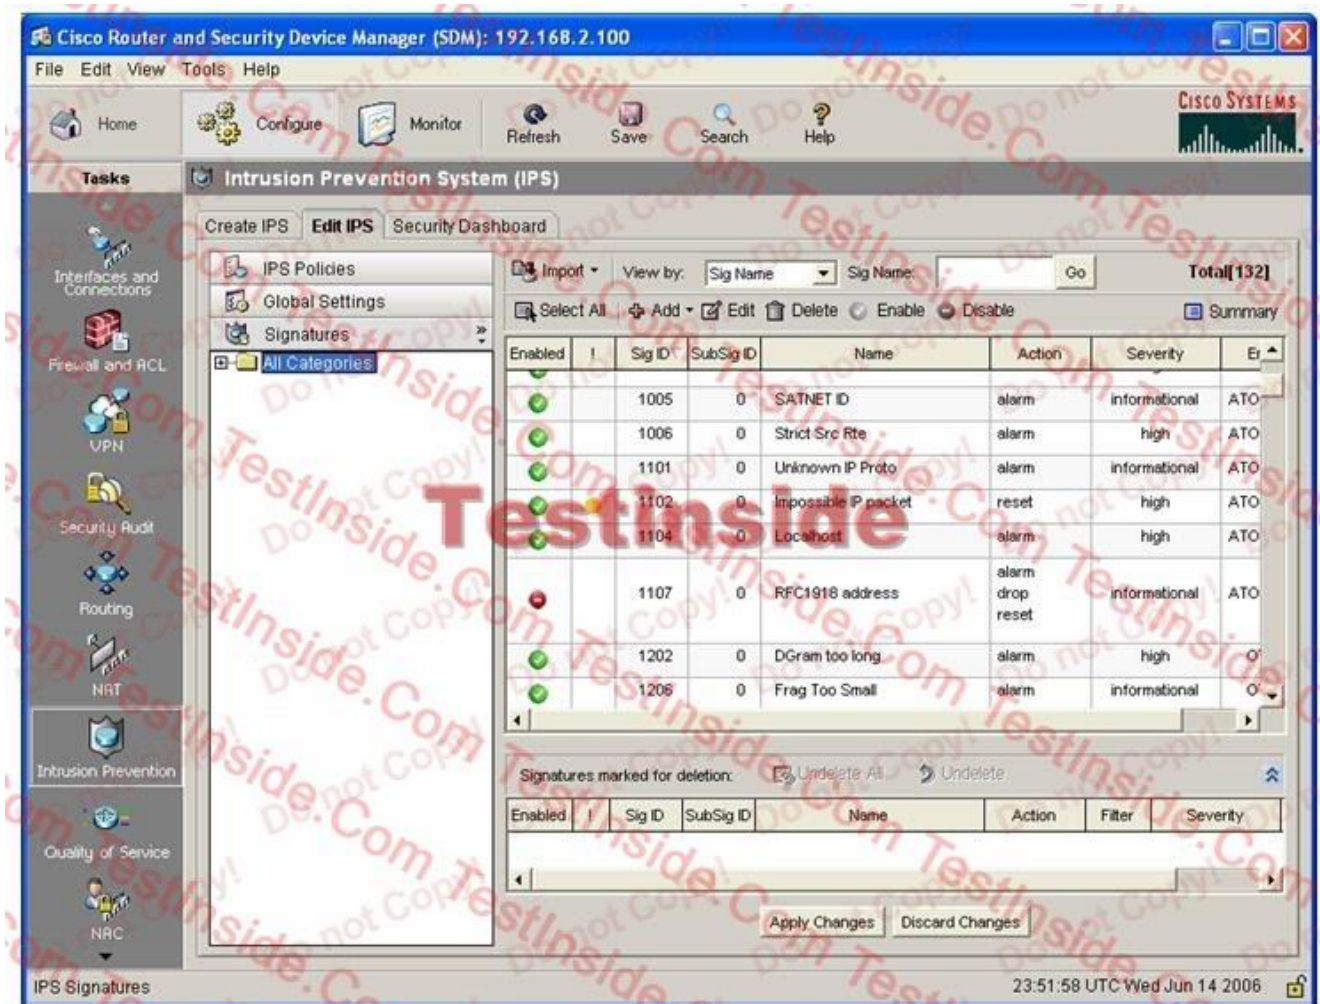 Cisco Router and Security Device Manager (SDM): 192.168.2.100
File Edit View Tools Help
Home Configure Monitor Refresh Save Search Help CISCO SYSTEMS
Tasks Intrusion Prevention System (IPS)
Create IPS Edit IPS Security Dashboard
Interfaces and Connections
Firewall and ACL
VPN
Security Audit
Routing
NAT
Intrusion Prevention
Quality of Service
NAC
IPS Policies
Global Settings
Signatures
All Categories
Import View by: Sig Name Sig Name: Go Total[132]
Select All Add Edit Delete Enable Disable Summary
Enabled ! Sig ID SubSig ID Name Action Severity
1005 0 SATNET ID alarm informational ATO
1006 0 Strict Src Rte alarm high ATO
1101 0 Unknown IP Proto alarm informational ATO
1102 0 Impossible IP packet reset high ATO
1104 0 Localhost alarm high ATO
1107 0 RFC1918 address alarm drop reset informational ATO
1202 0 DGram too long alarm high
1206 0 Frag Too Small alarm informational
Signatures marked for deletion: Undelete All Undelete
Enabled ! Sig ID SubSig ID Name Action Filter Severity
Apply Changes Discard Changes
IPS Signatures 23:51:58 UTC Wed Jun 14 2006
TestInside
TestInside.Com
Do not Copy!